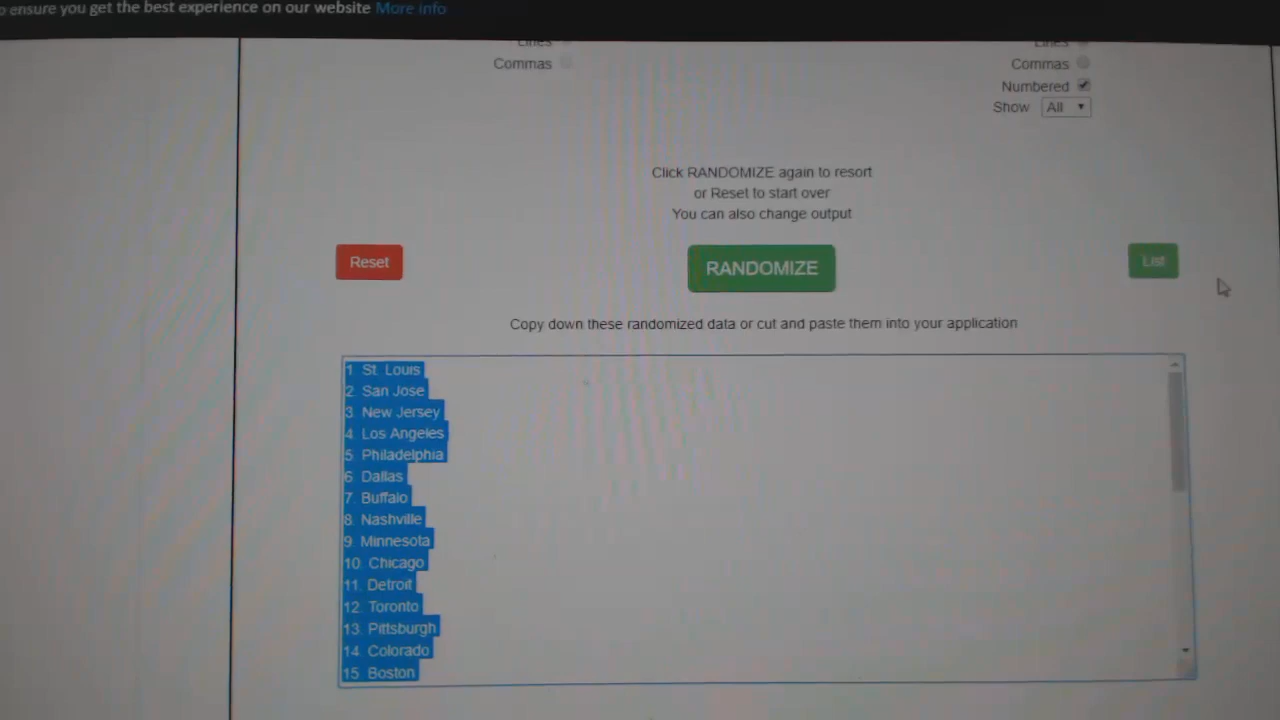 o ensure you get the best experience on our website More info
Lines
Lines
Commas
Commas
Numbered
Show All
Click RANDOMIZE again to resort
or Reset to start over
You can also change output
Reset
RANDOMIZE
List
Copy down these randomized data or cut and paste them into your application
1. St. Louis
2. San Jose
3. New Jersey
4. Los Angeles
5. Philadelphia
6. Dallas
7. Buffalo
8. Nashville
9. Minnesota
10. Chicago
11. Detroit
12. Toronto
13. Pittsburgh
14. Colorado
15. Boston